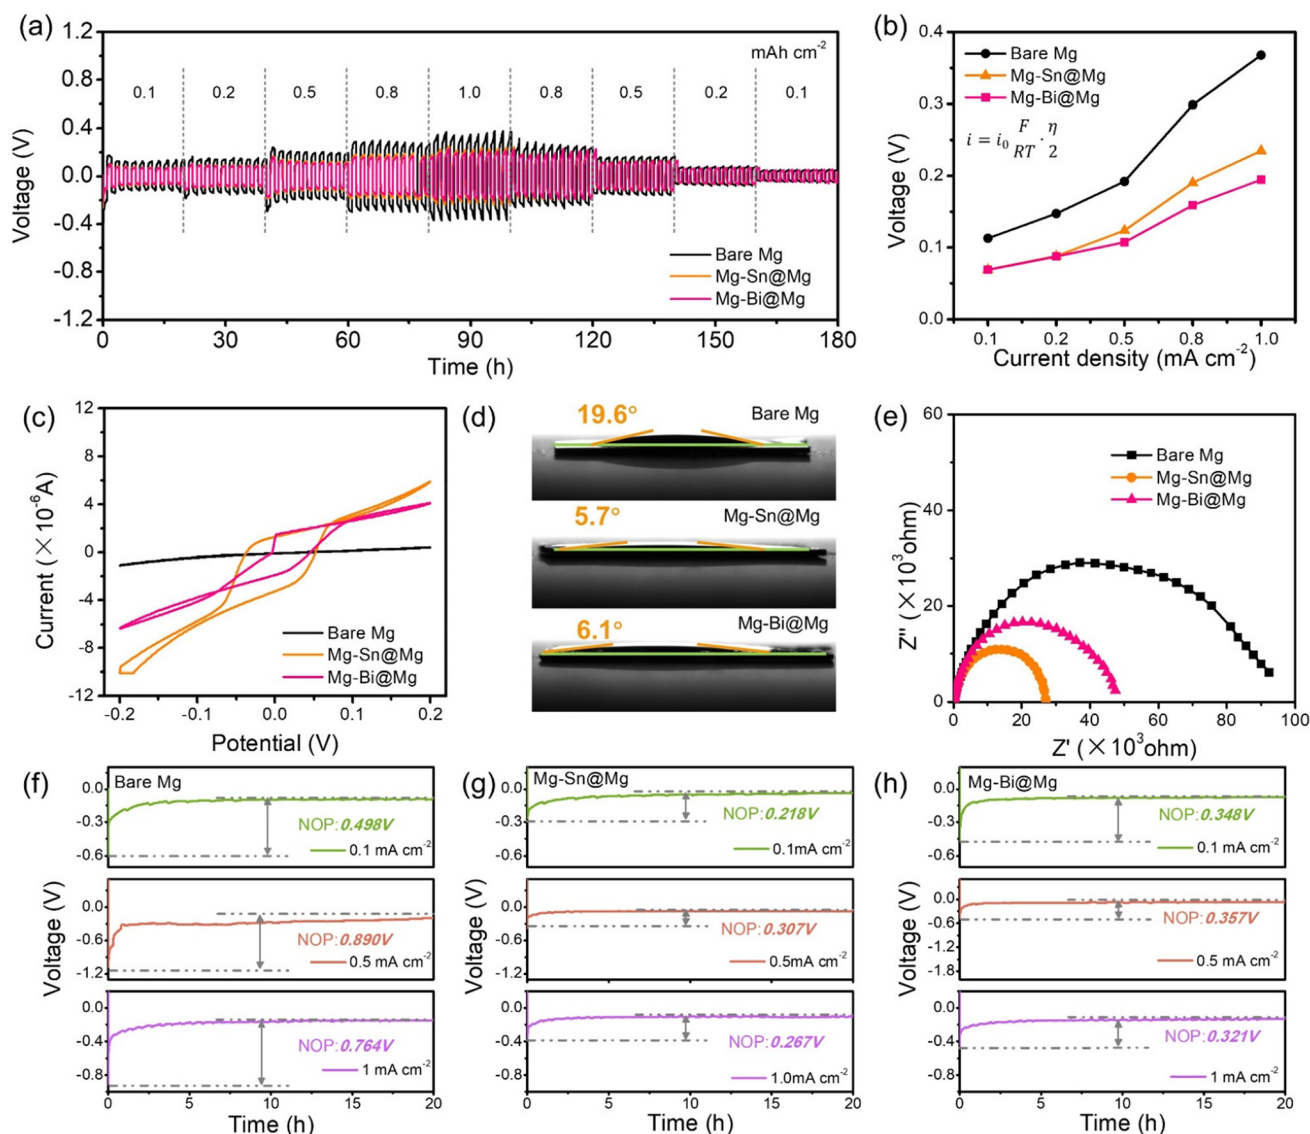 (a)
1.2
0.8
0.4
0.0
-0.4
-0.8
-1.2
Voltage (V)
mAh cm-2
0.1 0.2 0.5 0.8 1.0 0.8 0.5 0.2 0.1
Bare Mg
Mg-Sn@Mg
Mg-Bi@Mg
0 30 60 90 120 150 180
Time (h)
(b)
0.4
0.3
0.2
0.1
0.0
Voltage (V)
Bare Mg
Mg-Sn@Mg
Mg-Bi@Mg
i = i0 F/RT · η/2
0.1 0.2 0.5 0.8 1.0
Current density (mA cm-2)
(c)
12
8
4
0
-4
-8
-12
Current (×10-6A)
Bare Mg
Mg-Sn@Mg
Mg-Bi@Mg
-0.2 -0.1 0.0 0.1 0.2
Potential (V)
(d)
19.6° Bare Mg
5.7° Mg-Sn@Mg
6.1° Mg-Bi@Mg
(e)
60
40
20
0
Z'' (×103ohm)
Bare Mg
Mg-Sn@Mg
Mg-Bi@Mg
0 20 40 60 80 100
Z' (×103ohm)
(f)
Bare Mg
0.0
-0.3
-0.6
NOP:0.498V
0.1 mA cm-2
0.0
-0.6
-1.2
Voltage (V)
NOP:0.890V
0.5 mA cm-2
0.0
-0.4
-0.8
NOP:0.764V
1 mA cm-2
0 5 10 15 20
Time (h)
(g)
Mg-Sn@Mg
0.0
-0.3
-0.6
NOP:0.218V
0.1mA cm-2
0.0
-0.6
-1.2
Voltage (V)
NOP:0.307V
0.5mA cm-2
0.0
-0.4
-0.8
NOP:0.267V
1.0mA cm-2
0 5 10 15 20
Time (h)
(h)
Mg-Bi@Mg
0.0
-0.3
-0.6
NOP:0.348V
0.1 mA cm-2
0.0
-0.6
-1.2
-1.8
Voltage (V)
NOP:0.357V
0.5 mA cm-2
0.0
-0.4
-0.8
NOP:0.321V
1 mA cm-2
0 5 10 15 20
Time (h)